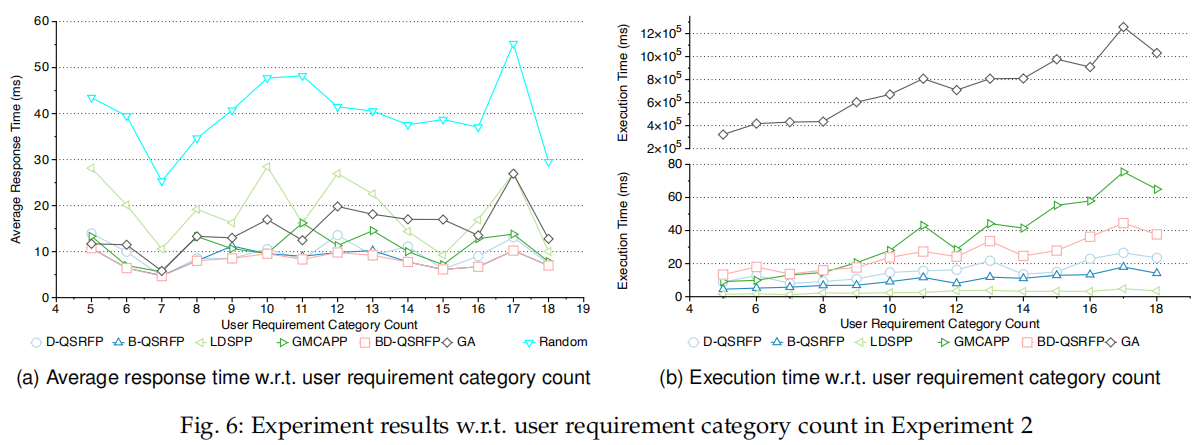 60
50
40
30
20
10
0
Average Response Time (ms)
4 5 6 7 8 9 10 11 12 13 14 15 16 17 18 19
User Requirement Category Count
D-QSRFP B-QSRFP LDSPP GMCAPP BD-QSRFP GA Random
(a) Average response time w.r.t. user requirement category count
12×10⁵
10×10⁵
8×10⁵
6×10⁵
4×10⁵
2×10⁵
Execution Time (ms)
80
60
40
20
0
Execution Time (ms)
4 6 8 10 12 14 16 18
User Requirement Category Count
D-QSRFP B-QSRFP LDSPP GMCAPP BD-QSRFP GA
(b) Execution time w.r.t. user requirement category count
Fig. 6: Experiment results w.r.t. user requirement category count in Experiment 2